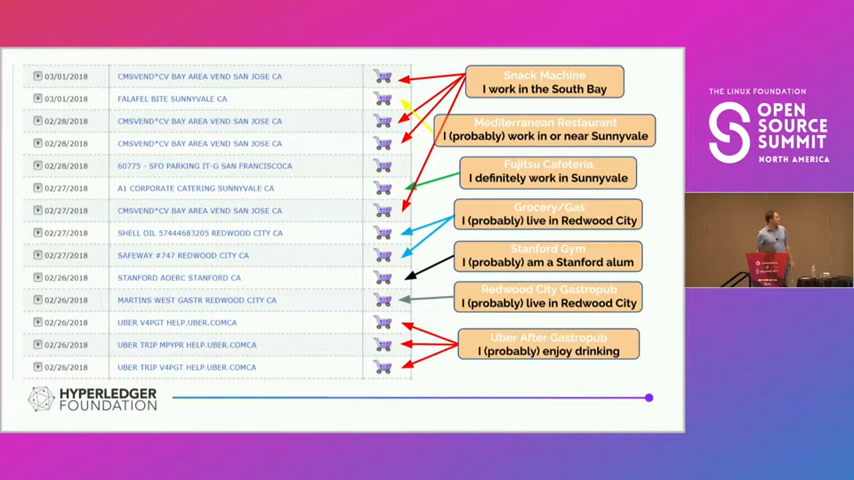 03/01/2018 CMSVEND*CV BAY AREA VEND SAN JOSE CA
03/01/2018 FALAFEL BITE SUNNYVALE CA
02/28/2018 CMSVEND*CV BAY AREA VEND SAN JOSE CA
02/28/2018 CMSVEND*CV BAY AREA VEND SAN JOSE CA
02/28/2018 60775 - SFO PARKING IT-G SAN FRANCISCOCA
02/27/2018 A1 CORPORATE CATERING SUNNYVALE CA
02/27/2018 CMSVEND*CV BAY AREA VEND SAN JOSE CA
02/27/2018 SHELL OIL 57444683205 REDWOOD CITY CA
02/27/2018 SAFEWAY #747 REDWOOD CITY CA
02/26/2018 STANFORD AOERC STANFORD CA
02/26/2018 MARTINS WEST GASTR REDWOOD CITY CA
02/26/2018 UBER V4PGT HELP.UBER.COMCA
02/26/2018 UBER TRIP MPYPR HELP.UBER.COMCA
02/26/2018 UBER TRIP V4PGT HELP.UBER.COMCA
Snack Machine
I work in the South Bay
Mediterranean Restaurant
I (probably) work in or near Sunnyvale
Fujitsu Cafeteria
I definitely work in Sunnyvale
Grocery/Gas
I (probably) live in Redwood City
Stanford Gym
I (probably) am a Stanford alum
Redwood City Gastropub
I (probably) live in Redwood City
Uber After Gastropub
I (probably) enjoy drinking
HYPERLEDGER
FOUNDATION
THE LINUX FOUNDATION
OPEN
SOURCE
SUMMIT
NORTH AMERICA